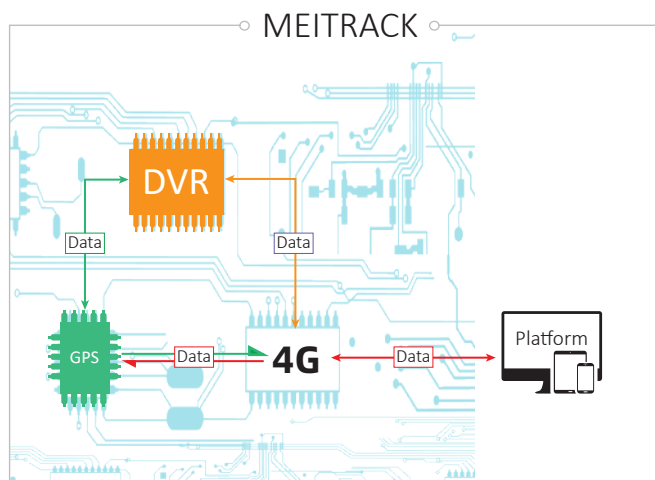 MEITRACK
DVR
Data
Data
GPS
Data
4G
Data
Platform